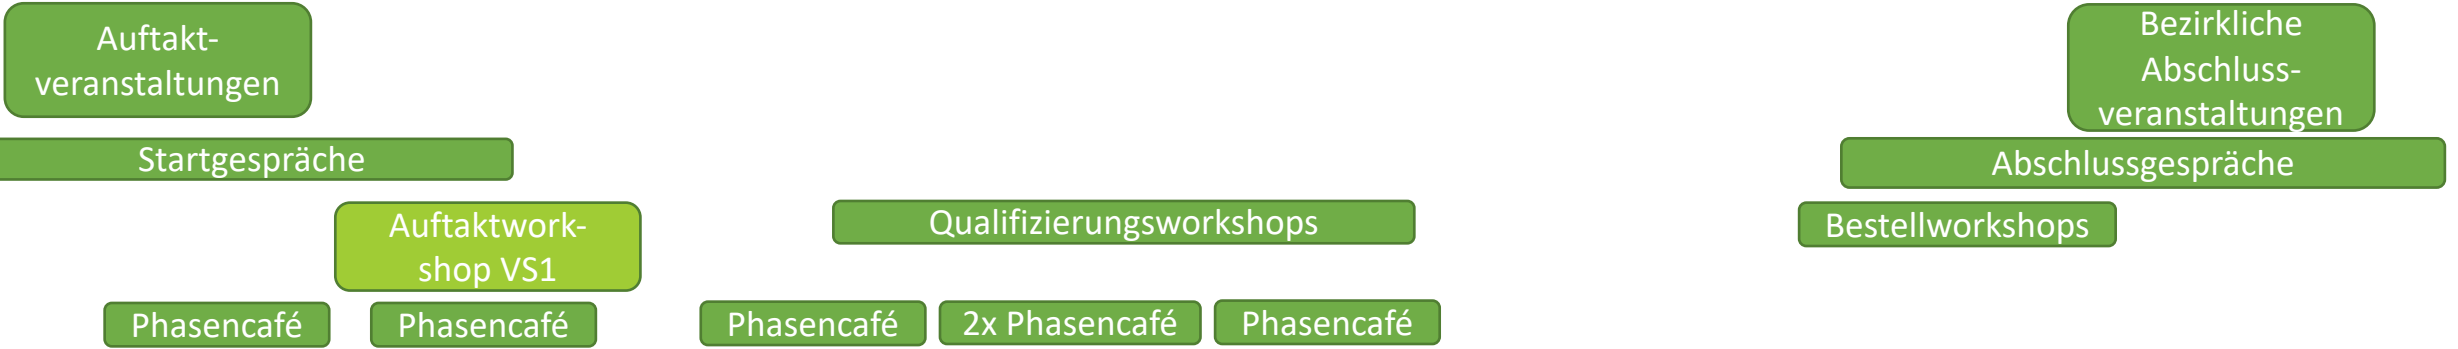 Auftakt-
veranstaltungen
Bezirkliche
Abschluss-
veranstaltungen
Startgespräche
Abschlussgespräche
Auftaktwork-
shop VS1
Qualifizierungsworkshops
Bestellworkshops
Phasencafé
Phasencafé
Phasencafé
2x Phasencafé
Phasencafé